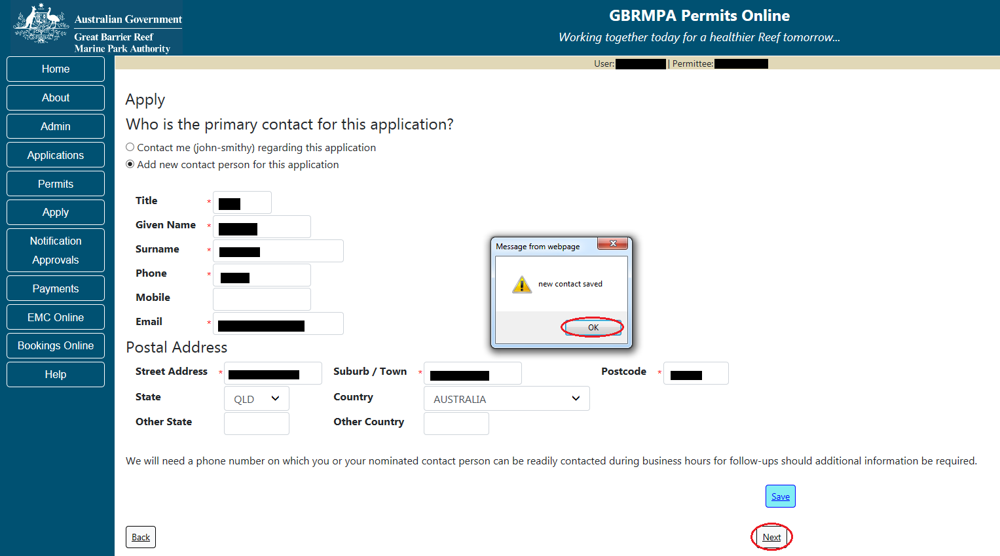 Australian Government
Great Barrier Reef
Marine Park Authority
GBRMPA Permits Online
Working together today for a healthier Reef tomorrow...
User: | Permittee:
Home
About
Admin
Applications
Permits
Apply
Notification
Approvals
Payments
EMC Online
Bookings Online
Help
Apply
Who is the primary contact for this application?
Contact me (john-smithy) regarding this application
Add new contact person for this application
Title *
Given Name *
Surname *
Phone *
Mobile
Email *
Message from webpage
new contact saved
OK
Postal Address
Street Address * Suburb / Town * Postcode *
State QLD Country AUSTRALIA
Other State Other Country
We will need a phone number on which you or your nominated contact person can be readily contacted during business hours for follow-ups should additional information be required.
Save
Back Next